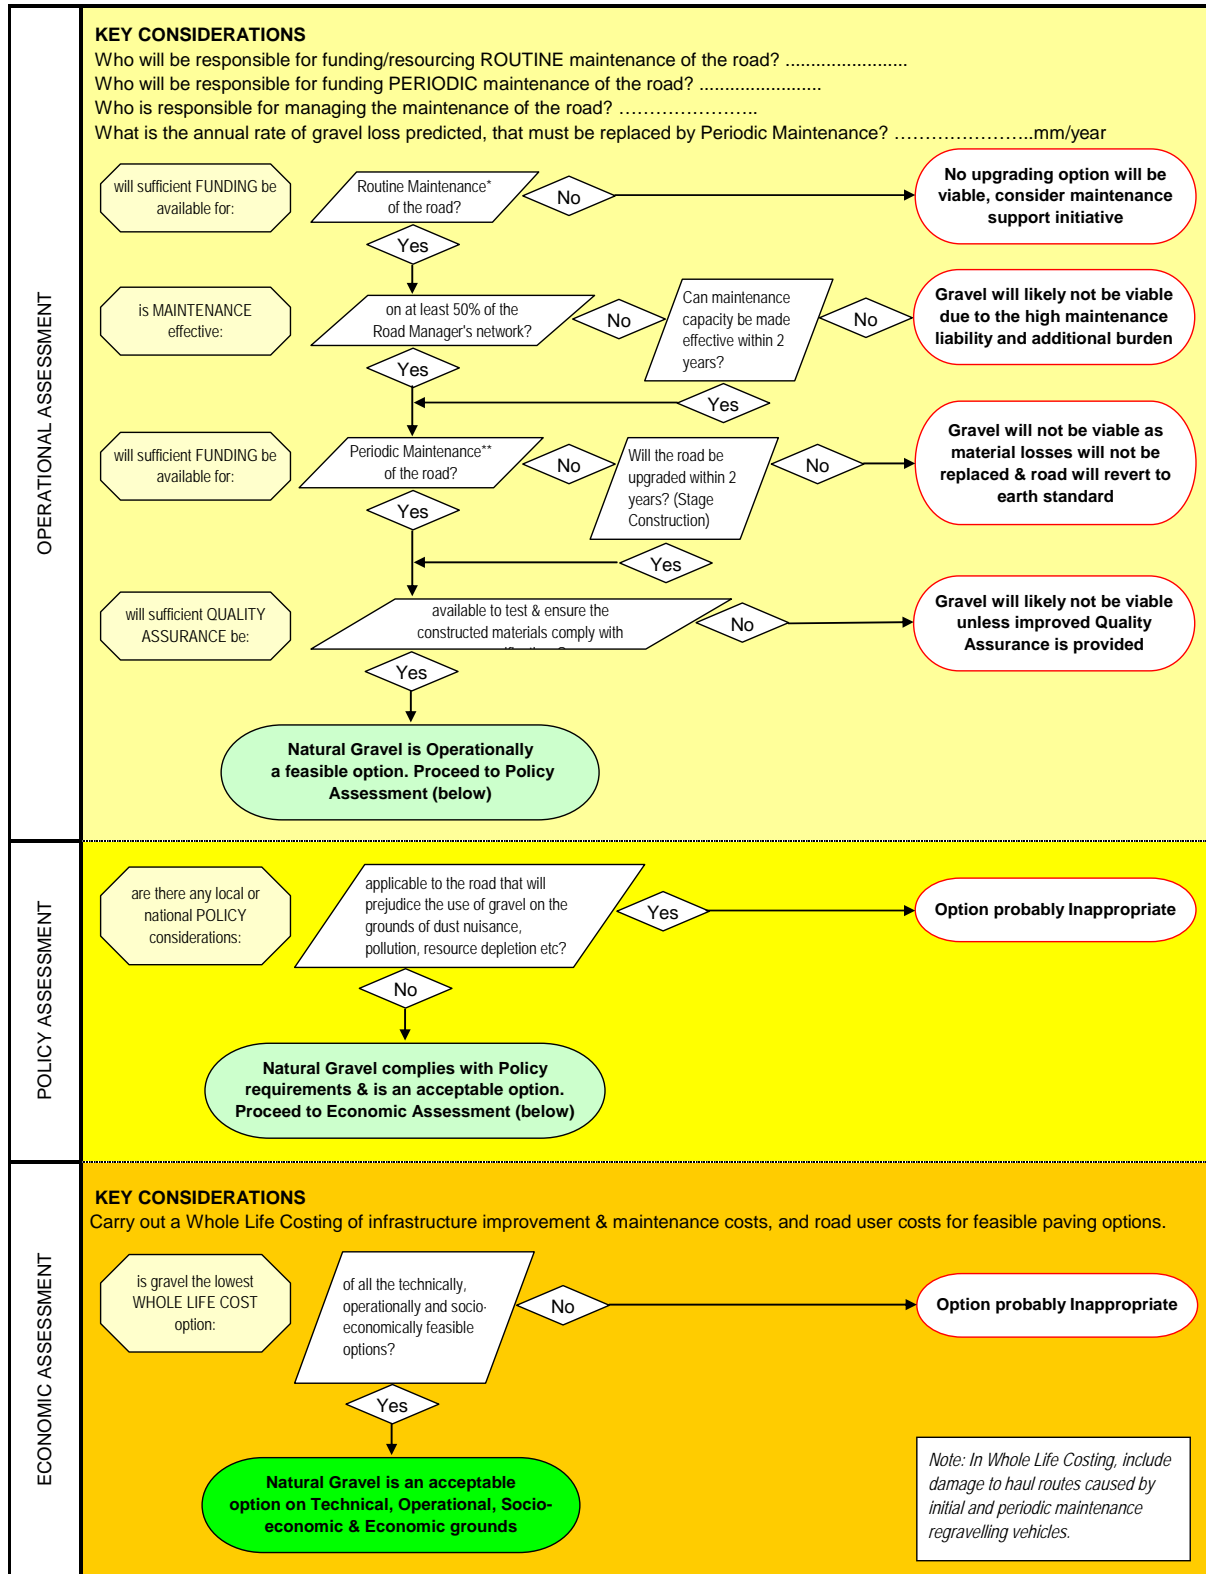 OPERATIONAL ASSESSMENT
KEY CONSIDERATIONS
Who will be responsible for funding/resourcing ROUTINE maintenance of the road? ........................
Who will be responsible for funding PERIODIC maintenance of the road? ........................
Who is responsible for managing the maintenance of the road? …………………..
What is the annual rate of gravel loss predicted, that must be replaced by Periodic Maintenance? …………………..mm/year
will sufficient FUNDING be
available for:
Routine Maintenance*
of the road?
No
No upgrading option will be
viable, consider maintenance
support initiative
Yes
is MAINTENANCE
effective:
on at least 50% of the
Road Manager's network?
No
Can maintenance
capacity be made
effective within 2
years?
No
Gravel will likely not be viable
due to the high maintenance
liability and additional burden
Yes
Yes
will sufficient FUNDING be
available for:
Periodic Maintenance**
of the road?
No
Will the road be
upgraded within 2
years? (Stage
Construction)
No
Gravel will not be viable as
material losses will not be
replaced & road will revert to
earth standard
Yes
Yes
will sufficient QUALITY
ASSURANCE be:
available to test & ensure the
constructed materials comply with
No
Gravel will likely not be viable
unless improved Quality
Assurance is provided
Yes
Natural Gravel is Operationally
a feasible option. Proceed to Policy
Assessment (below)
POLICY ASSESSMENT
are there any local or
national POLICY
considerations:
applicable to the road that will
prejudice the use of gravel on the
grounds of dust nuisance,
pollution, resource depletion etc?
Yes
Option probably Inappropriate
No
Natural Gravel complies with Policy
requirements & is an acceptable option.
Proceed to Economic Assessment (below)
ECONOMIC ASSESSMENT
KEY CONSIDERATIONS
Carry out a Whole Life Costing of infrastructure improvement & maintenance costs, and road user costs for feasible paving options.
is gravel the lowest
WHOLE LIFE COST
option:
of all the technically,
operationally and socio-
economically feasible
options?
No
Option probably Inappropriate
Yes
Natural Gravel is an acceptable
option on Technical, Operational, Socio-
economic & Economic grounds
Note: In Whole Life Costing, include
damage to haul routes caused by
initial and periodic maintenance
regravelling vehicles.